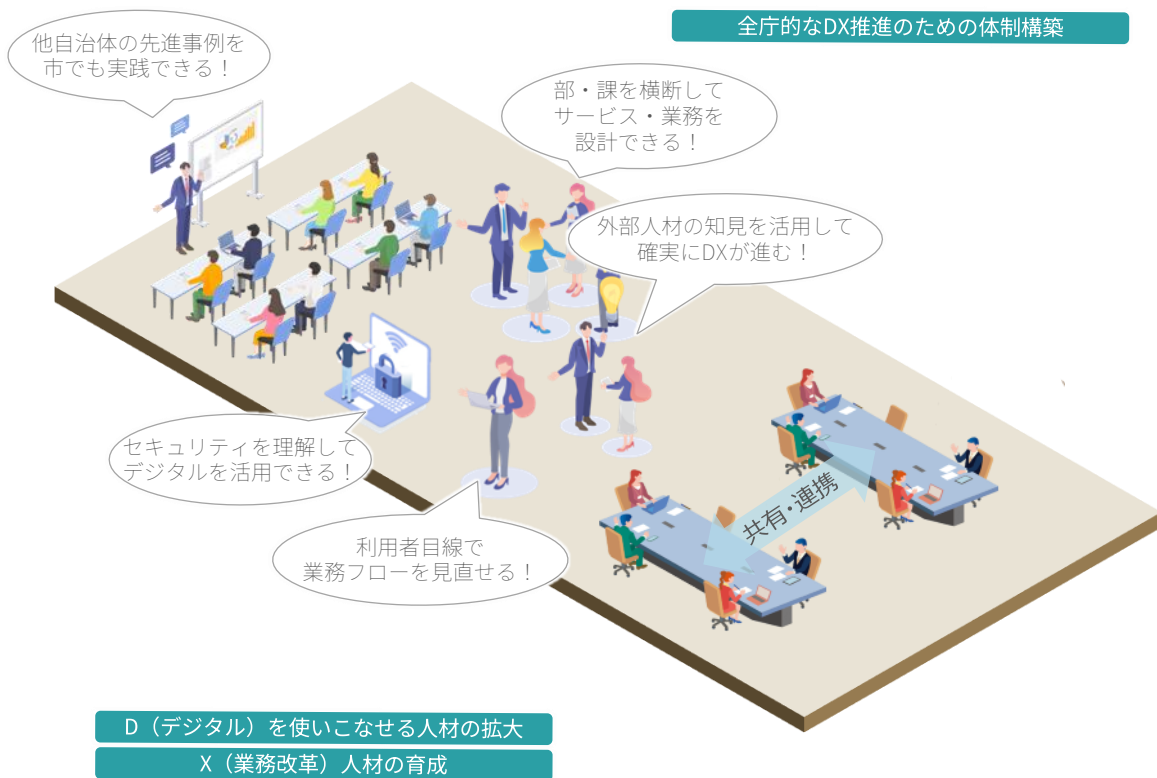 全庁的なDX推進のための体制構築
他自治体の先進事例を
市でも実践できる！
部・課を横断して
サービス・業務を
設計できる！
外部人材の知見を活用して
確実にDXが進む！
セキュリティを理解して
デジタルを活用できる！
共有・連携
利用者目線で
業務フローを見直せる！
D（デジタル）を使いこなせる人材の拡大
X（業務改革）人材の育成